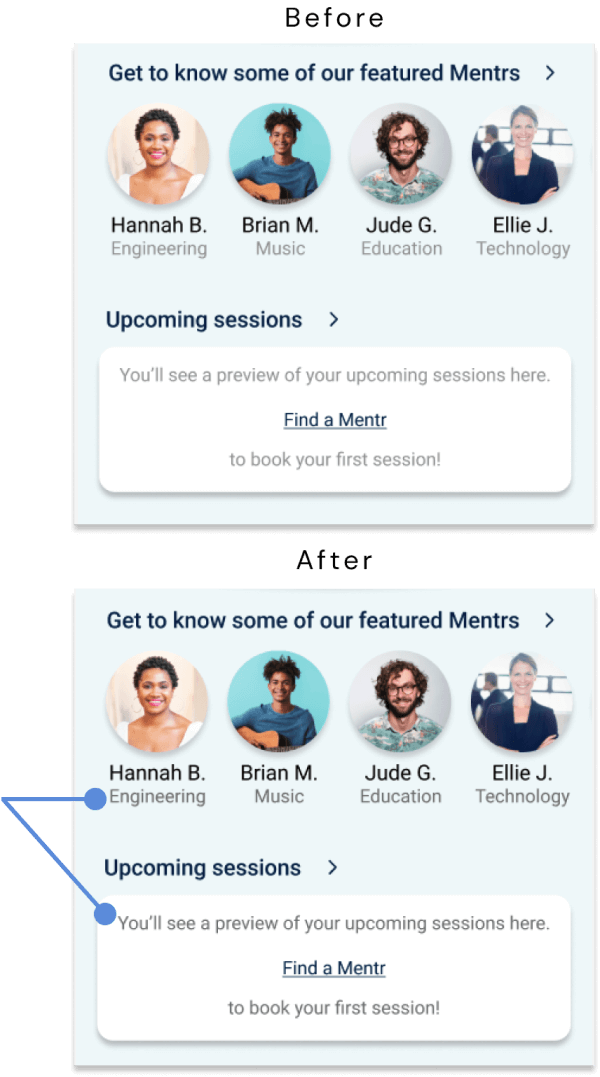 Before
Get to know some of our featured Mentrs >
Hannah B. Brian M. Jude G. Ellie J.
Engineering Music Education Technology
Upcoming sessions >
You'll see a preview of your upcoming sessions here.
Find a Mentr
to book your first session!
After
Get to know some of our featured Mentrs >
Hannah B. Brian M. Jude G. Ellie J.
Engineering Music Education Technology
Upcoming sessions >
You'll see a preview of your upcoming sessions here.
Find a Mentr
to book your first session!